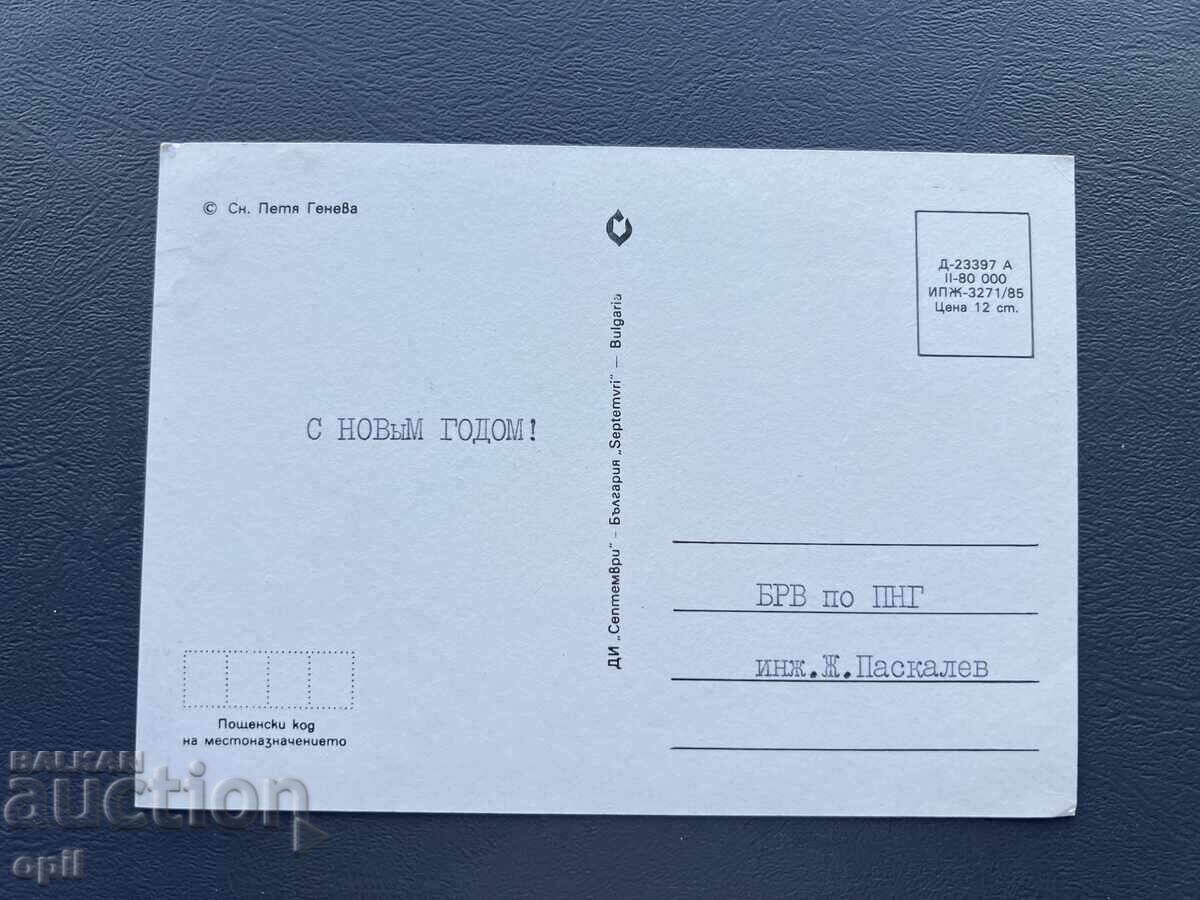 © Сн. Петя Генева
С НОВыМ ГОДОМ!
Пощенски код
на местоназначението
ДИ „Септември" – България „Septemvri" – Bulgaria
Д-23397 А
II-80 000
ИПЖ-3271/85
Цена 12 ст.
БРВ по ПНГ
инж.Ж.Паскалев
BALKAN
auction
opll